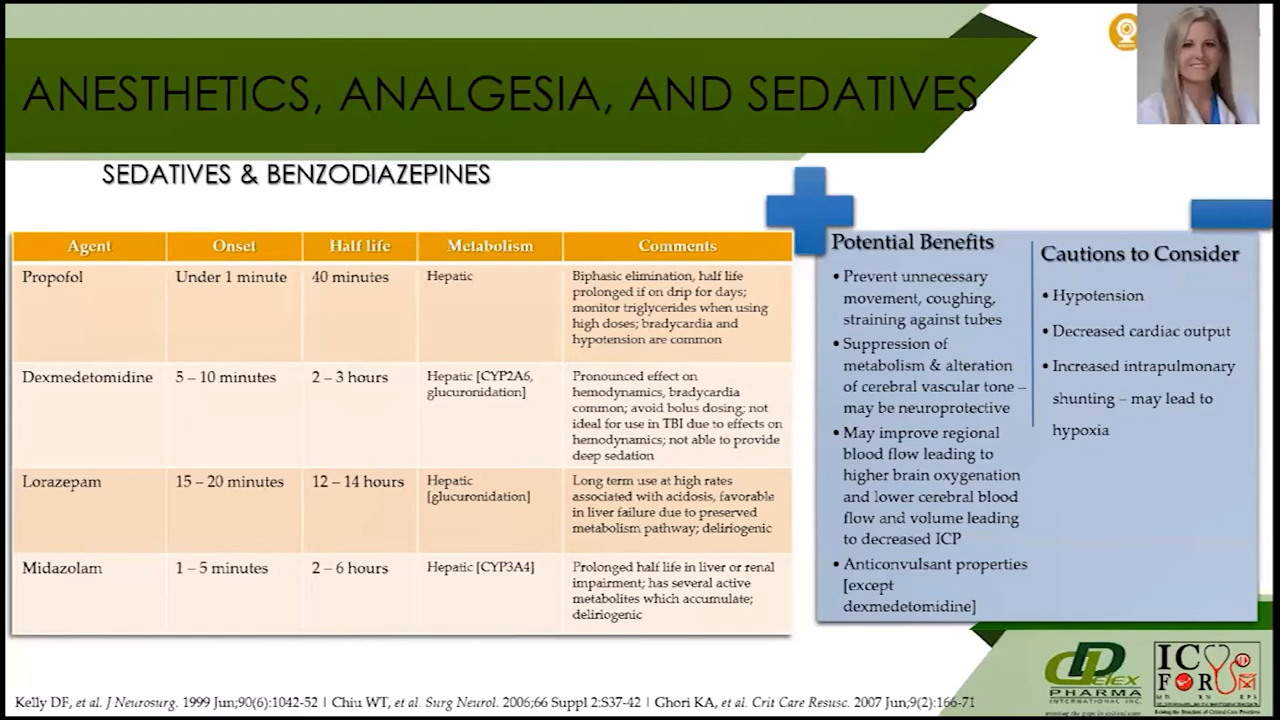 ANESTHETICS, ANALGESIA, AND SEDATIVES
SEDATIVES & BENZODIAZEPINES
Agent Onset Half life Metabolism Comments
Propofol Under 1 minute 40 minutes Hepatic
Biphasic elimination, half life
prolonged if on drip for days;
monitor triglycerides when using
high doses; bradycardia and
hypotension are common
Dexmedetomidine 5 – 10 minutes 2 – 3 hours
Hepatic [CYP2A6,
glucuronidation]
Pronounced effect on
hemodynamics, bradycardia
common; avoid bolus dosing; not
ideal for use in TBI due to effects on
hemodynamics; not able to provide
deep sedation
Lorazepam 15 – 20 minutes 12 – 14 hours
Hepatic
[glucuronidation]
Long term use at high rates
associated with acidosis, favorable
in liver failure due to preserved
metabolism pathway; deliriogenic
Midazolam 1 – 5 minutes 2 – 6 hours Hepatic [CYP3A4]
Prolonged half life in liver or renal
impairment; has several active
metabolites which accumulate;
deliriogenic
Potential Benefits
• Prevent unnecessary
movement, coughing,
straining against tubes
• Suppression of
metabolism & alteration
of cerebral vascular tone –
may be neuroprotective
• May improve regional
blood flow leading to
higher brain oxygenation
and lower cerebral blood
flow and volume leading
to decreased ICP
• Anticonvulsant properties
[except
dexmedetomidine]
Cautions to Consider
• Hypotension
• Decreased cardiac output
• Increased intrapulmonary
shunting – may lead to
hypoxia
Kelly DF, et al. J Neurosurg. 1999 Jun;90(6):1042-52 | Chiu WT, et al. Surg Neurol. 2006;66 Suppl 2:S37-42 | Ghori KA, et al. Crit Care Resusc. 2007 Jun;9(2):166-71
PHARMA
INTERNATIONAL INC.